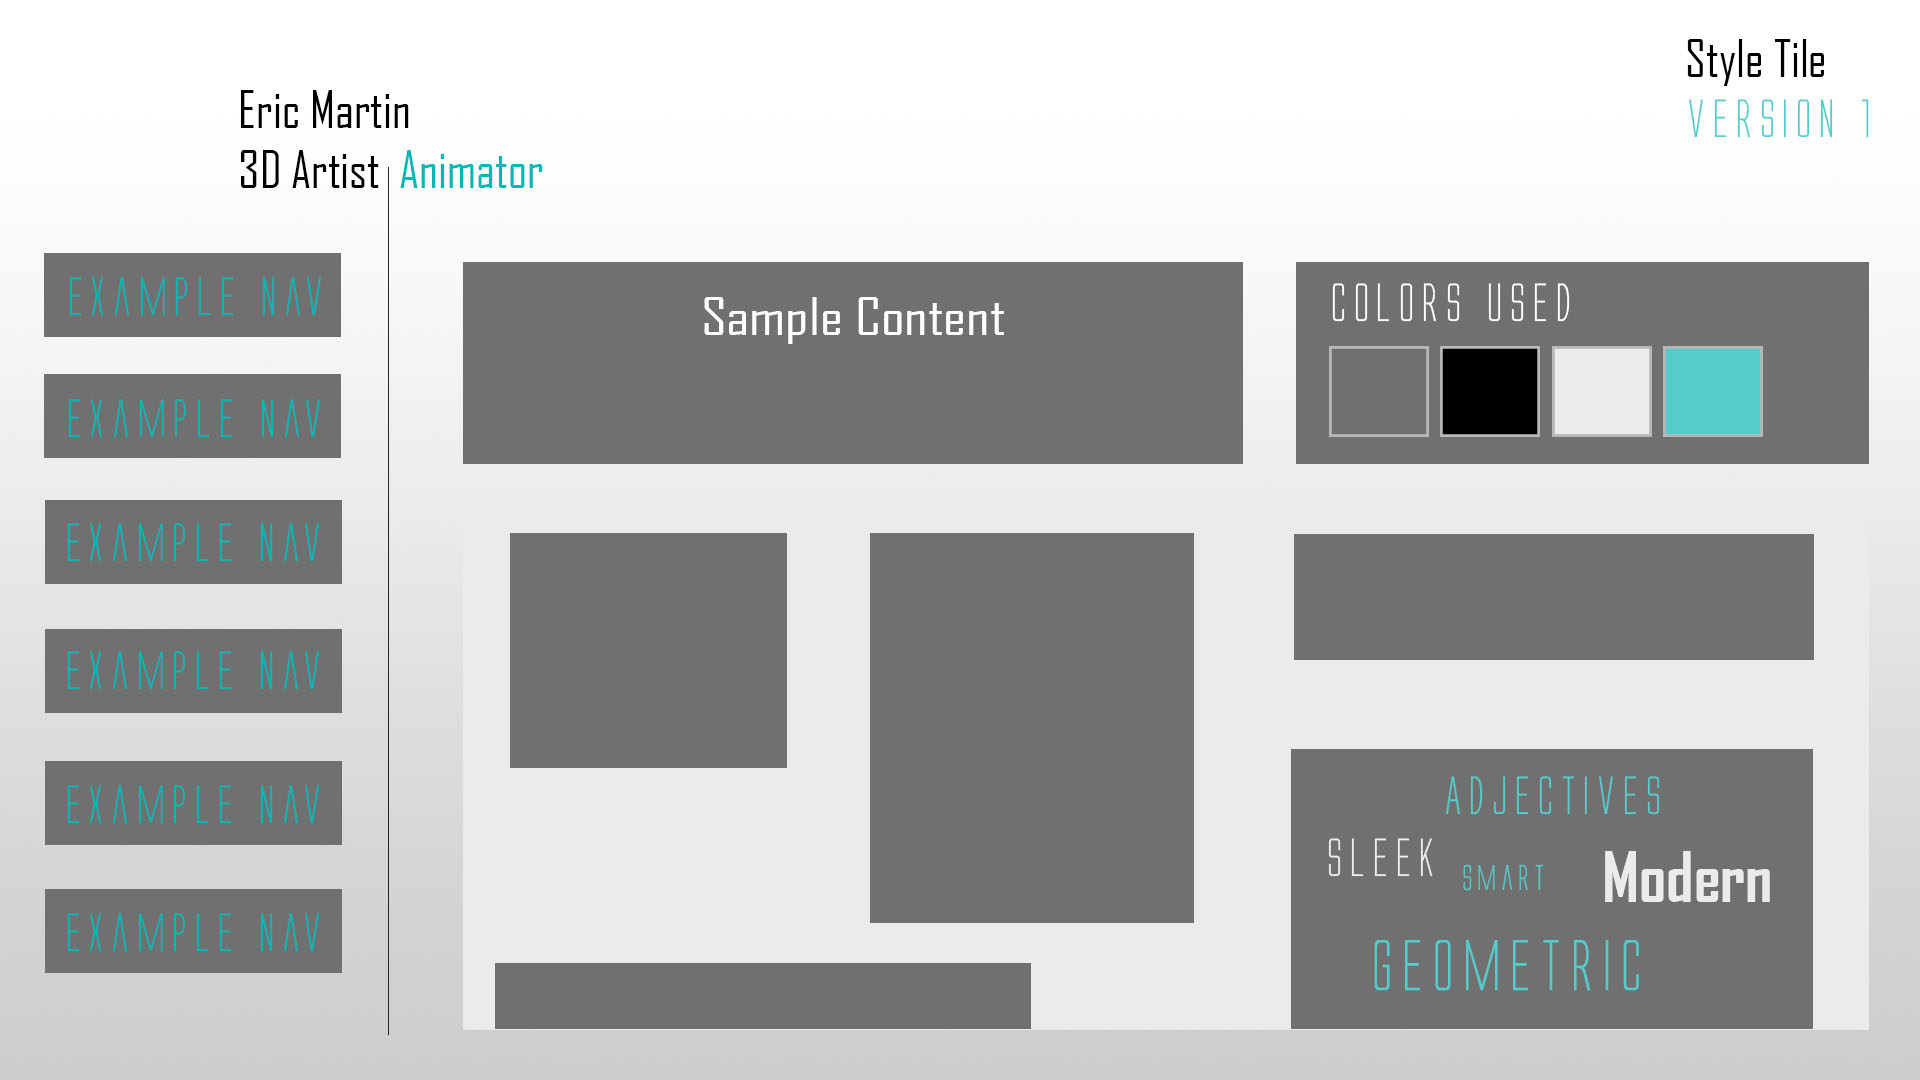 Style Tile
VERSION 1
Eric Martin
3D Artist Animator
EXAMPLE NAV
EXAMPLE NAV
EXAMPLE NAV
EXAMPLE NAV
EXAMPLE NAV
EXAMPLE NAV
Sample Content
COLORS USED
ADJECTIVES
SLEEK
SMART
Modern
GEOMETRIC